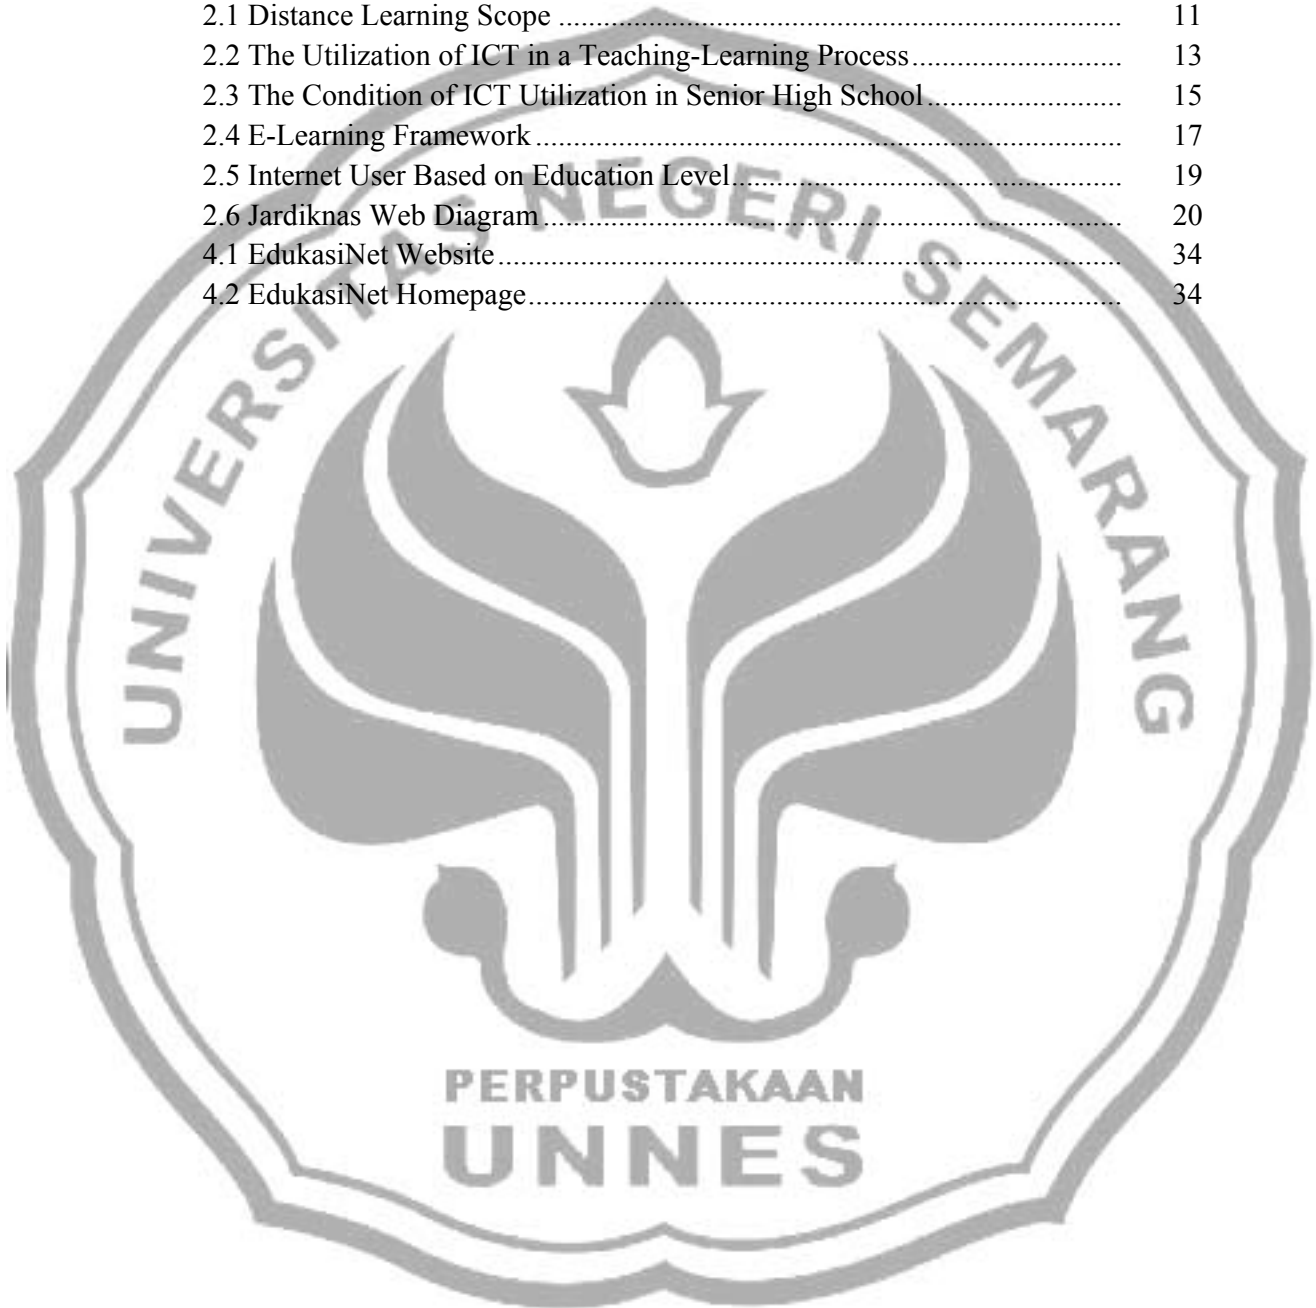 2.1 Distance Learning Scope ........................................................................... 11
2.2 The Utilization of ICT in a Teaching-Learning Process ............................ 13
2.3 The Condition of ICT Utilization in Senior High School .......................... 15
2.4 E-Learning Framework .............................................................................. 17
2.5 Internet User Based on Education Level.................................................... 19
2.6 Jardiknas Web Diagram ............................................................................. 20
4.1 EdukasiNet Website ................................................................................... 34
4.2 EdukasiNet Homepage............................................................................... 34
UNIVERSITAS NEGERI SEMARANG
PERPUSTAKAAN
UNNES